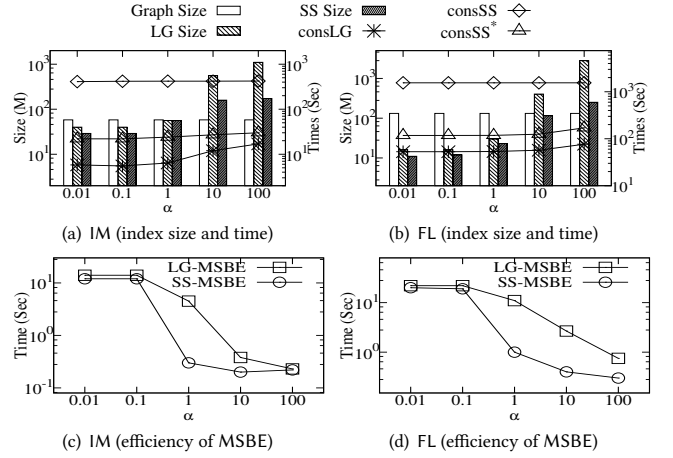 Graph Size SS Size consSS
LG Size consLG consSS*
Size (M)
10³
10²
10¹
0.01 0.1 1 10 100
α
10³
10²
10¹
Times (Sec)
(a) IM (index size and time)
Size (M)
10³
10²
10¹
0.01 0.1 1 10 100
α
10³
10²
10¹
Times (Sec)
(b) FL (index size and time)
LG-MSBE
SS-MSBE
Time (Sec)
10¹
10⁰
10⁻¹
0.01 0.1 1 10 100
α
(c) IM (efficiency of MSBE)
LG-MSBE
SS-MSBE
Time (Sec)
10¹
10⁰
0.01 0.1 1 10 100
α
(d) FL (efficiency of MSBE)